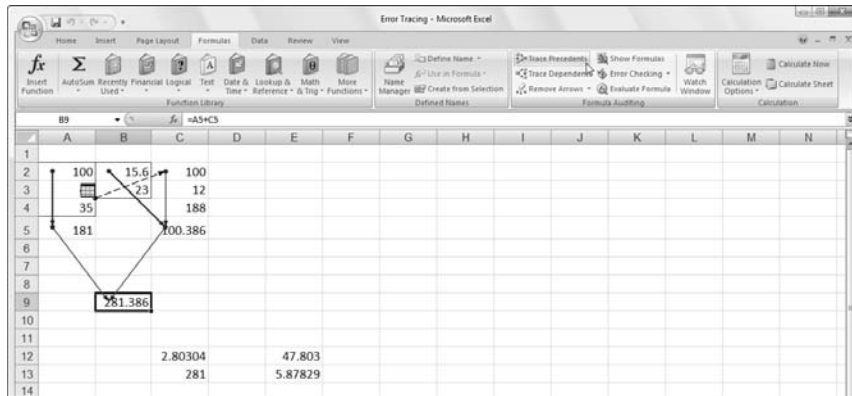 Error Tracing - Microsoft Excel
Home Insert Page Layout Formulas Data Review View
fx Insert Function
Σ AutoSum
Recently Used
Financial
Logical
Text
Date & Time
Lookup & Reference
Math & Trig
More Functions
Function Library
Name Manager
Define Name
Use in Formula
Create from Selection
Defined Names
Trace Precedents
Trace Dependents
Remove Arrows
Show Formulas
Error Checking
Evaluate Formula
Watch Window
Formula Auditing
Calculation Options
Calculate Now
Calculate Sheet
Calculation
B9 fx =A5+C5
A B C D E F G H I J K L M N
1
2 100 15.6 100
3 23 12
4 35 188
5 181 100.386
6
7
8
9 281.386
10
11
12 2.80304 47.803
13 281 5.87829
14